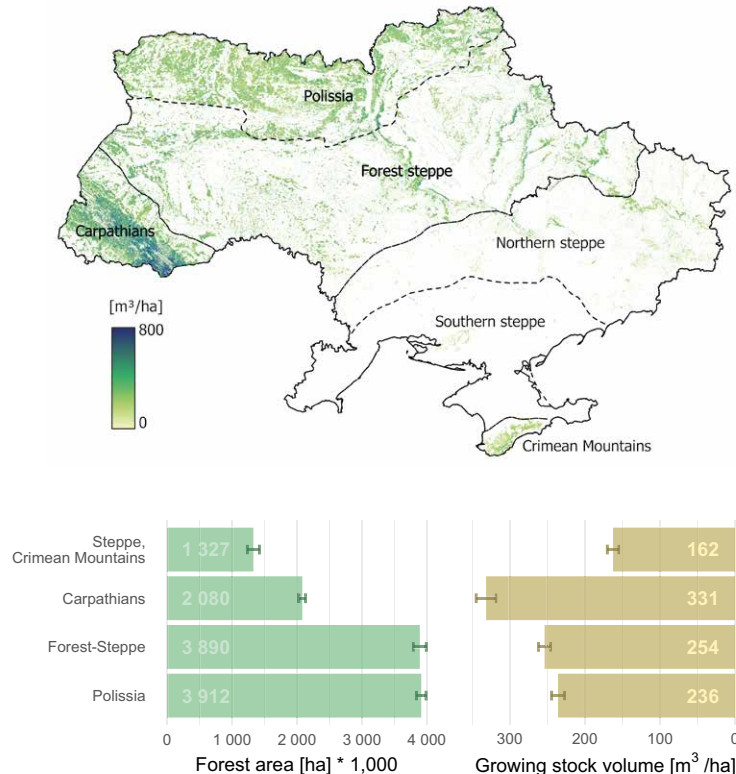 Polissia
Forest steppe
Carpathians
Northern steppe
[m³/ha]
800
Southern steppe
0
Crimean Mountains
Steppe,
Crimean Mountains
1 327
162
Carpathians
2 080
331
Forest-Steppe
3 890
254
Polissia
3 912
236
0 1 000 2 000 3 000 4 000
300 200 100 0
Forest area [ha] * 1,000
Growing stock volume [m³ /ha]